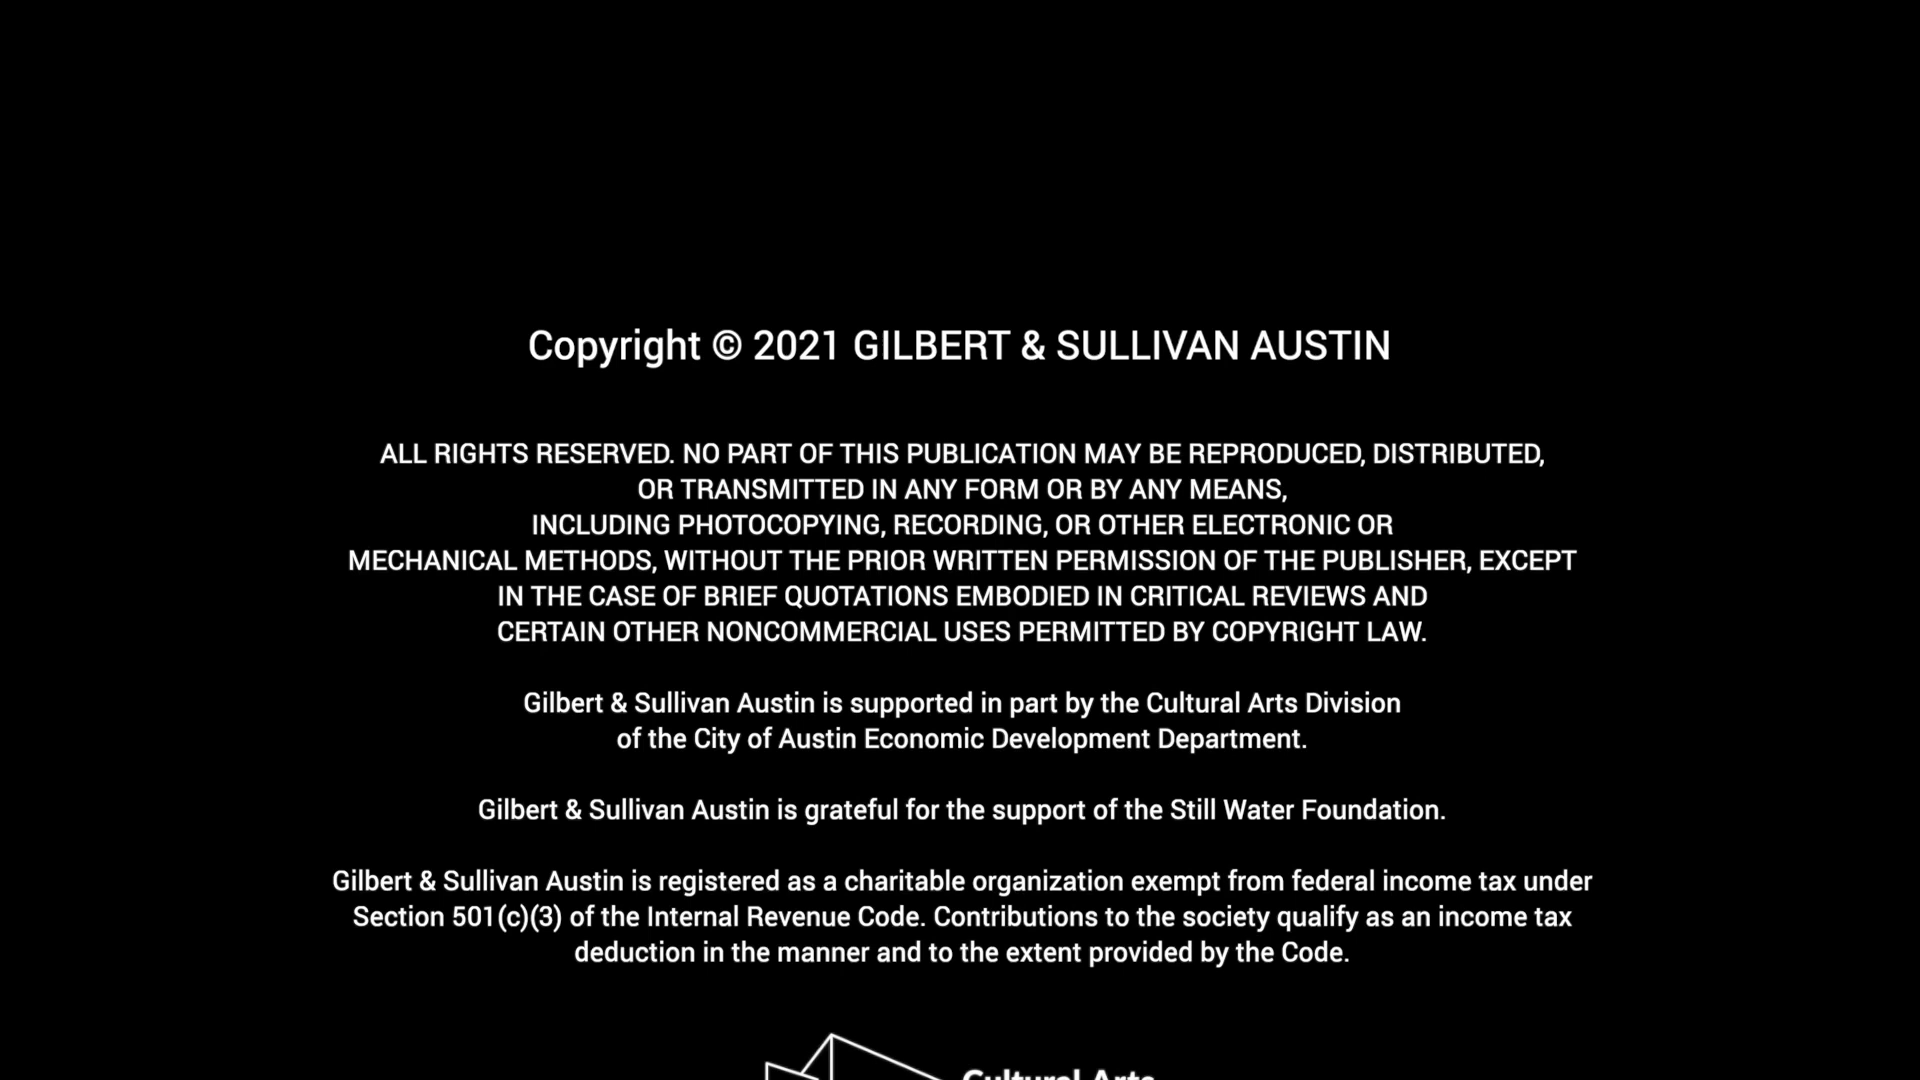 Copyright © 2021 GILBERT & SULLIVAN AUSTIN
ALL RIGHTS RESERVED. NO PART OF THIS PUBLICATION MAY BE REPRODUCED, DISTRIBUTED,
OR TRANSMITTED IN ANY FORM OR BY ANY MEANS,
INCLUDING PHOTOCOPYING, RECORDING, OR OTHER ELECTRONIC OR
MECHANICAL METHODS, WITHOUT THE PRIOR WRITTEN PERMISSION OF THE PUBLISHER, EXCEPT
IN THE CASE OF BRIEF QUOTATIONS EMBODIED IN CRITICAL REVIEWS AND
CERTAIN OTHER NONCOMMERCIAL USES PERMITTED BY COPYRIGHT LAW.
Gilbert & Sullivan Austin is supported in part by the Cultural Arts Division
of the City of Austin Economic Development Department.
Gilbert & Sullivan Austin is grateful for the support of the Still Water Foundation.
Gilbert & Sullivan Austin is registered as a charitable organization exempt from federal income tax under
Section 501(c)(3) of the Internal Revenue Code. Contributions to the society qualify as an income tax
deduction in the manner and to the extent provided by the Code.
Cultural Arts